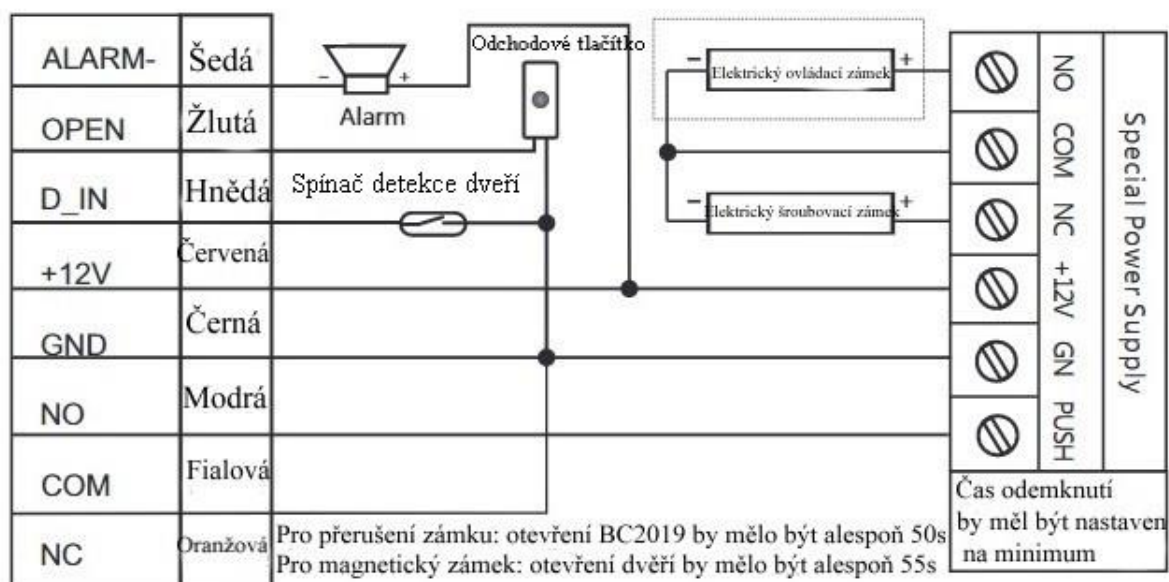 ALARM- Šedá
OPEN Žlutá
D_IN Hnědá
+12V Červená
GND Černá
NO Modrá
COM Fialová
NC Oranžová
- +
Alarm
Odchodové tlačítko
Spínač detekce dveří
- Elektrický ovládací zámek +
- Elektrický šroubovací zámek +
NO
COM
NC
+12V
GN
PUSH
Special Power Supply
Čas odemknutí
by měl být nastaven
na minimum
Pro přerušení zámku: otevření BC2019 by mělo být alespoň 50s
Pro magnetický zámek: otevření dvěří by mělo být alespoň 55s